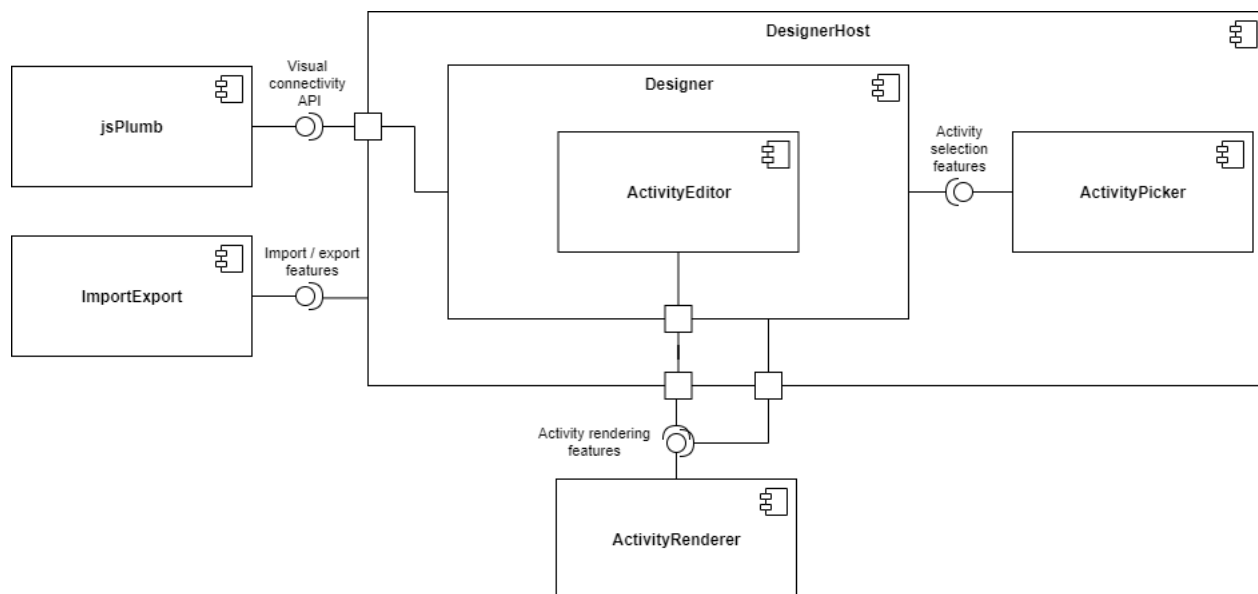 DesignerHost
Visual
connectivity
API
Designer
jsPlumb
Activity
selection
features
ActivityEditor
ActivityPicker
Import / export
features
ImportExport
Activity rendering
features
ActivityRenderer